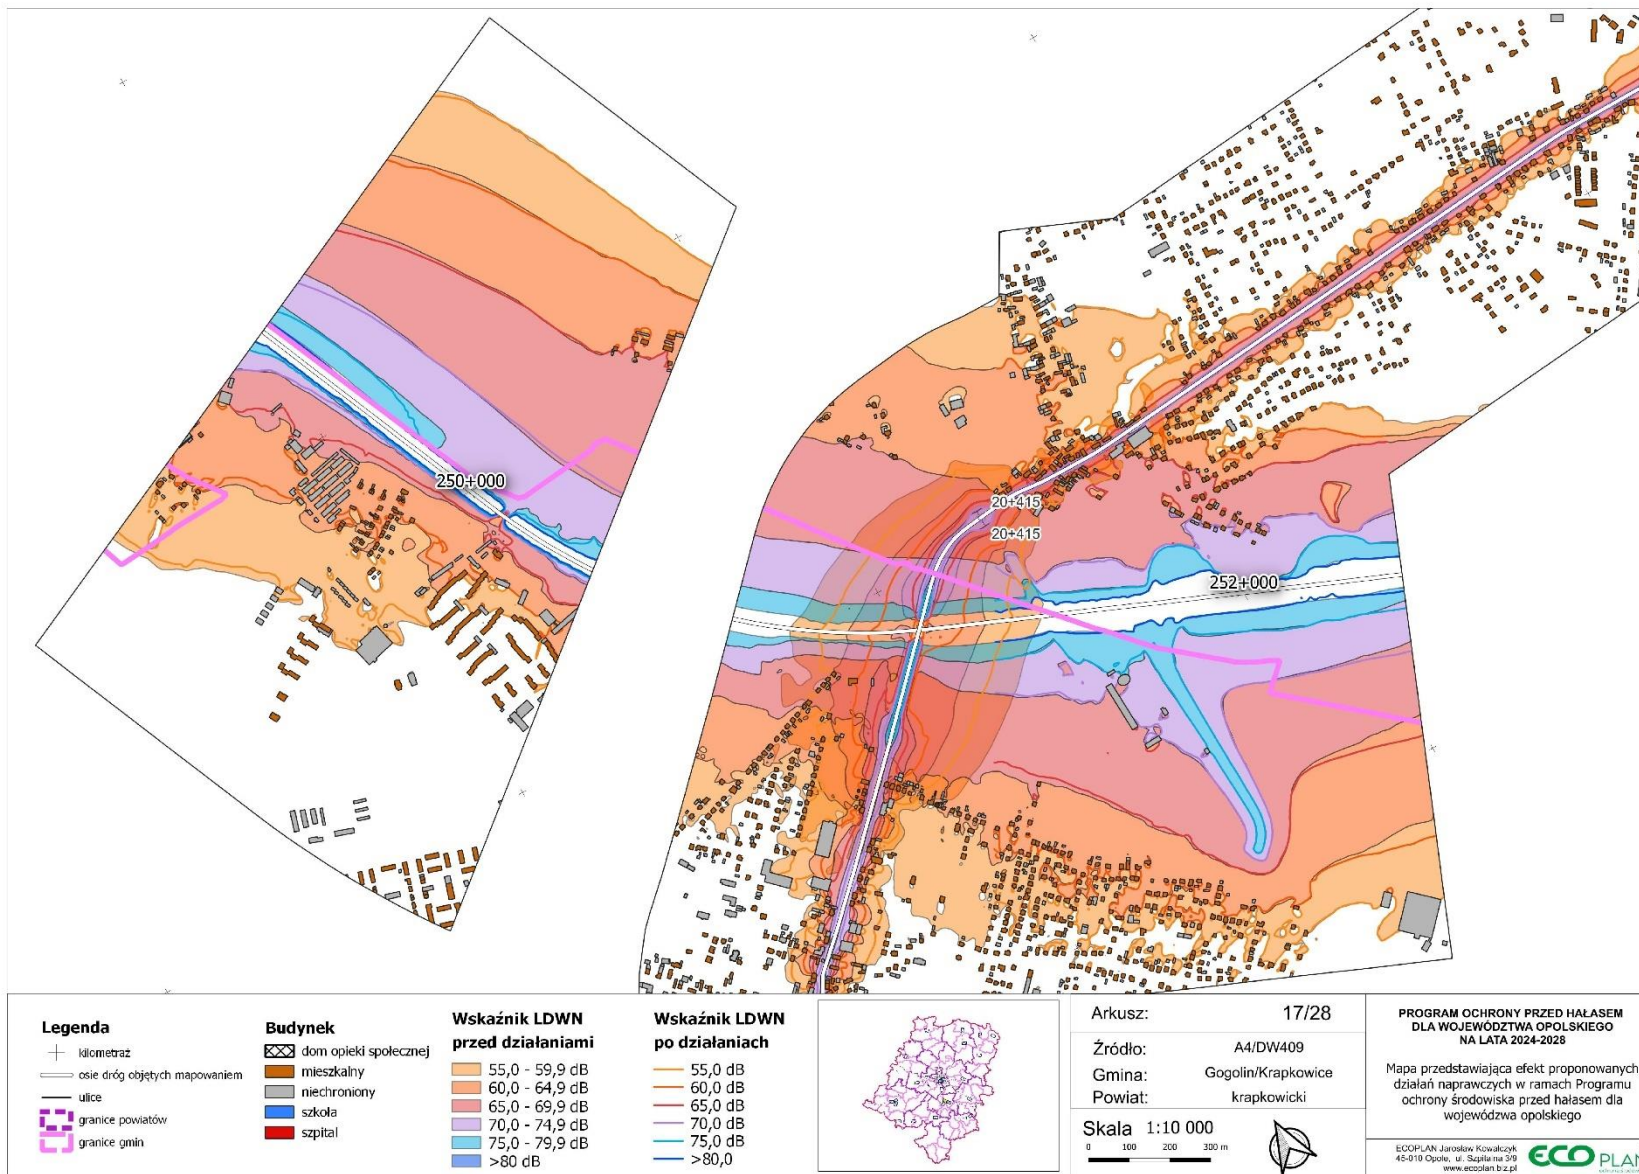 250+000
20+415
20+415
252+000
Legenda
kilometraż
osie dróg objętych mapowaniem
ulice
granice powiatów
granice gmin
Budynek
dom opieki społecznej
mieszkalny
niechroniony
szkoła
szpital
Wskaźnik LDWN
przed działaniami
55,0 - 59,9 dB
60,0 - 64,9 dB
65,0 - 69,9 dB
70,0 - 74,9 dB
75,0 - 79,9 dB
>80 dB
Wskaźnik LDWN
po działaniach
55,0 dB
60,0 dB
65,0 dB
70,0 dB
75,0 dB
>80,0
Arkusz: 17/28
Źródło: A4/DW409
Gmina: Gogolin/Krapkowice
Powiat: krapkowicki
Skala 1:10 000
0 100 200 300 m
PROGRAM OCHRONY PRZED HAŁASEM
DLA WOJEWÓDZTWA OPOLSKIEGO
NA LATA 2024-2028
Mapa przedstawiająca efekt proponowanych
działań naprawczych w ramach Programu
ochrony środowiska przed hałasem dla
wojewódzwa opolskiego
ECOPLAN Jarosław Kowalczyk
45-010 Opole, ul. Szpitalna 3/9
www.ecoplan.biz.pl
ECO PLAN